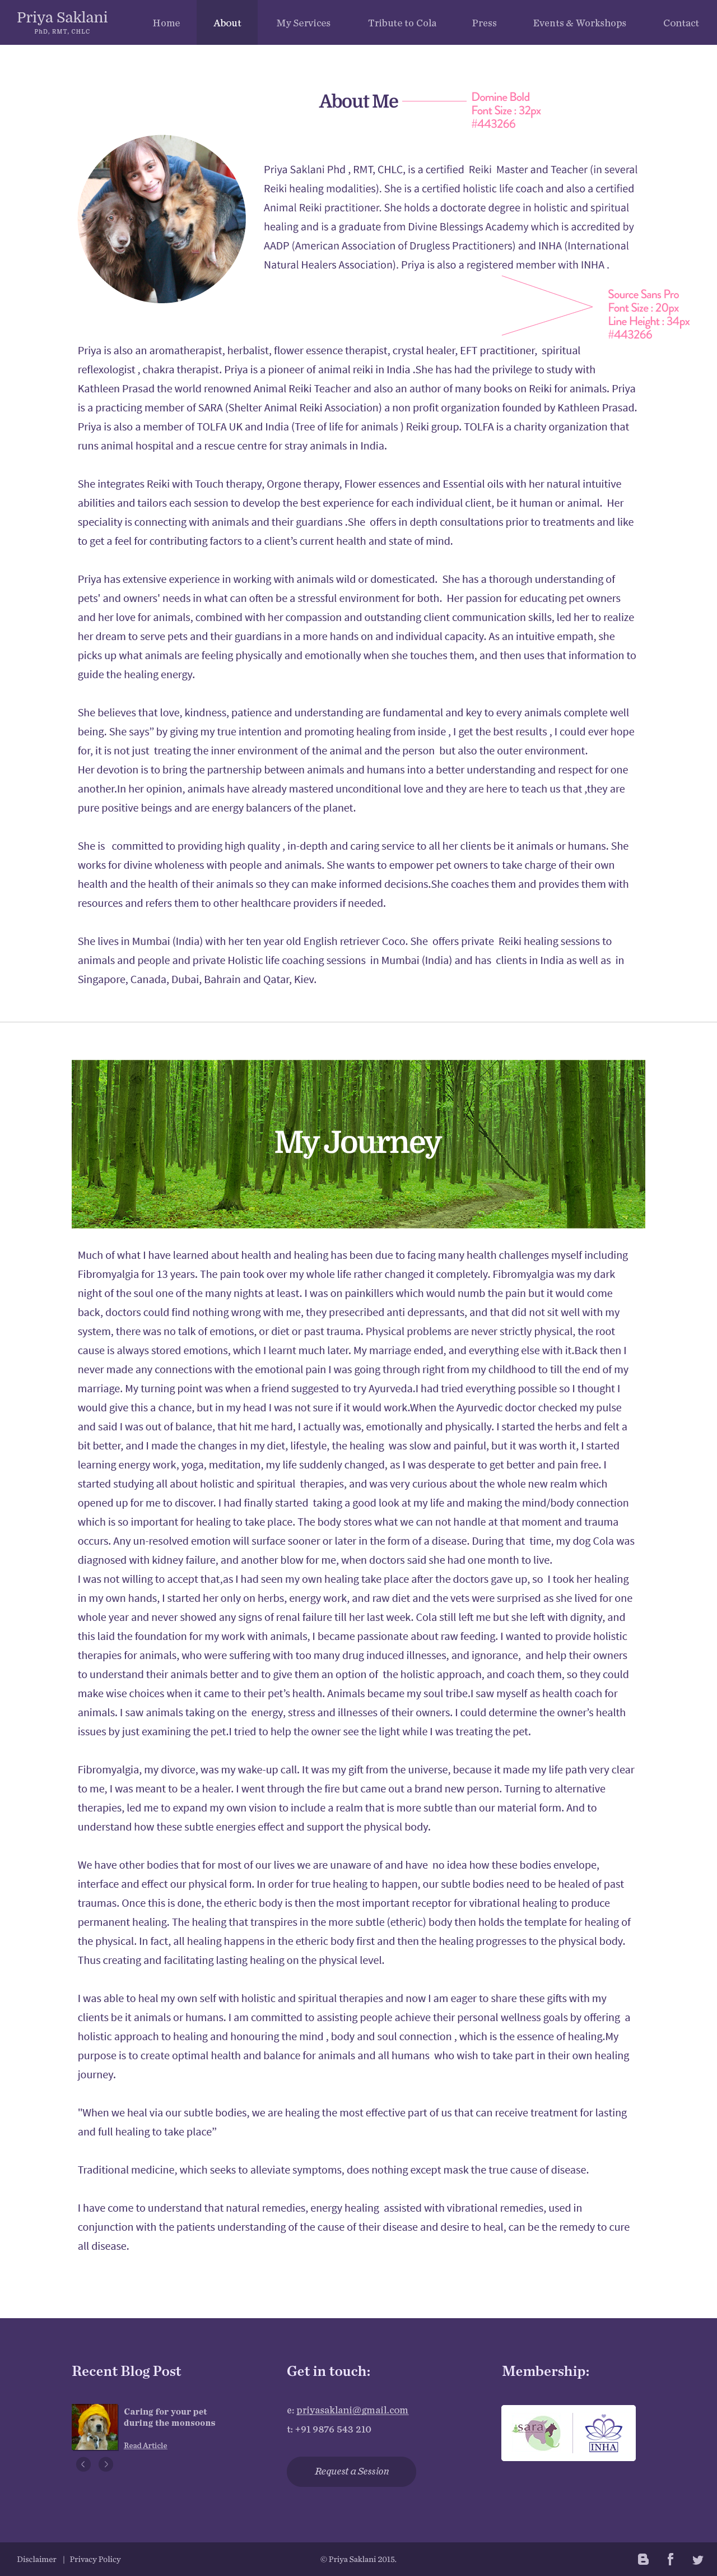 Priya Saklani
PhD, RMT, CHLC
Home
About
My Services
Tribute to Cola
Press
Events & Workshops
Contact
About Me
Domine Bold
Font Size : 32px
#443266
Priya Saklani Phd , RMT, CHLC, is a certified  Reiki  Master and Teacher (in several
Reiki healing modalities). She is a certified holistic life coach and also a certified
Animal Reiki practitioner. She holds a doctorate degree in holistic and spiritual
healing and is a graduate from Divine Blessings Academy which is accredited by
AADP (American Association of Drugless Practitioners) and INHA (International
Natural Healers Association). Priya is also a registered member with INHA .
Source Sans Pro
Font Size : 20px
Line Height : 34px
#443266
Priya is also an aromatherapist, herbalist, flower essence therapist, crystal healer, EFT practitioner,  spiritual
reflexologist , chakra therapist. Priya is a pioneer of animal reiki in India .She has had the privilege to study with
Kathleen Prasad the world renowned Animal Reiki Teacher and also an author of many books on Reiki for animals. Priya
is a practicing member of SARA (Shelter Animal Reiki Association) a non profit organization founded by Kathleen Prasad.
Priya is also a member of TOLFA UK and India (Tree of life for animals ) Reiki group. TOLFA is a charity organization that
runs animal hospital and a rescue centre for stray animals in India.
She integrates Reiki with Touch therapy, Orgone therapy, Flower essences and Essential oils with her natural intuitive
abilities and tailors each session to develop the best experience for each individual client, be it human or animal.  Her
speciality is connecting with animals and their guardians .She  offers in depth consultations prior to treatments and like
to get a feel for contributing factors to a client's current health and state of mind.
Priya has extensive experience in working with animals wild or domesticated.  She has a thorough understanding of
pets' and owners' needs in what can often be a stressful environment for both.  Her passion for educating pet owners
and her love for animals, combined with her compassion and outstanding client communication skills, led her to realize
her dream to serve pets and their guardians in a more hands on and individual capacity. As an intuitive empath, she
picks up what animals are feeling physically and emotionally when she touches them, and then uses that information to
guide the healing energy.
She believes that love, kindness, patience and understanding are fundamental and key to every animals complete well
being. She says” by giving my true intention and promoting healing from inside , I get the best results , I could ever hope
for, it is not just  treating the inner environment of the animal and the person  but also the outer environment.
Her devotion is to bring the partnership between animals and humans into a better understanding and respect for one
another.In her opinion, animals have already mastered unconditional love and they are here to teach us that ,they are
pure positive beings and are energy balancers of the planet.
She is   committed to providing high quality , in-depth and caring service to all her clients be it animals or humans. She
works for divine wholeness with people and animals. She wants to empower pet owners to take charge of their own
health and the health of their animals so they can make informed decisions.She coaches them and provides them with
resources and refers them to other healthcare providers if needed.
She lives in Mumbai (India) with her ten year old English retriever Coco. She  offers private  Reiki healing sessions to
animals and people and private Holistic life coaching sessions  in Mumbai (India) and has  clients in India as well as  in
Singapore, Canada, Dubai, Bahrain and Qatar, Kiev.
My Journey
Much of what I have learned about health and healing has been due to facing many health challenges myself including
Fibromyalgia for 13 years. The pain took over my whole life rather changed it completely. Fibromyalgia was my dark
night of the soul one of the many nights at least. I was on painkillers which would numb the pain but it would come
back, doctors could find nothing wrong with me, they presecribed anti depressants, and that did not sit well with my
system, there was no talk of emotions, or diet or past trauma. Physical problems are never strictly physical, the root
cause is always stored emotions, which I learnt much later. My marriage ended, and everything else with it.Back then I
never made any connections with the emotional pain I was going through right from my childhood to till the end of my
marriage. My turning point was when a friend suggested to try Ayurveda.I had tried everything possible so I thought I
would give this a chance, but in my head I was not sure if it would work.When the Ayurvedic doctor checked my pulse
and said I was out of balance, that hit me hard, I actually was, emotionally and physically. I started the herbs and felt a
bit better, and I made the changes in my diet, lifestyle, the healing  was slow and painful, but it was worth it, I started
learning energy work, yoga, meditation, my life suddenly changed, as I was desperate to get better and pain free. I
started studying all about holistic and spiritual  therapies, and was very curious about the whole new realm which
opened up for me to discover. I had finally started  taking a good look at my life and making the mind/body connection
which is so important for healing to take place. The body stores what we can not handle at that moment and trauma
occurs. Any un-resolved emotion will surface sooner or later in the form of a disease. During that  time, my dog Cola was
diagnosed with kidney failure, and another blow for me, when doctors said she had one month to live.
I was not willing to accept that,as I had seen my own healing take place after the doctors gave up, so  I took her healing
in my own hands, I started her only on herbs, energy work, and raw diet and the vets were surprised as she lived for one
whole year and never showed any signs of renal failure till her last week. Cola still left me but she left with dignity, and
this laid the foundation for my work with animals, I became passionate about raw feeding. I wanted to provide holistic
therapies for animals, who were suffering with too many drug induced illnesses, and ignorance,  and help their owners
to understand their animals better and to give them an option of  the holistic approach, and coach them, so they could
make wise choices when it came to their pet's health. Animals became my soul tribe.I saw myself as health coach for
animals. I saw animals taking on the  energy, stress and illnesses of their owners. I could determine the owner's health
issues by just examining the pet.I tried to help the owner see the light while I was treating the pet.
Fibromyalgia, my divorce, was my wake-up call. It was my gift from the universe, because it made my life path very clear
to me, I was meant to be a healer. I went through the fire but came out a brand new person. Turning to alternative
therapies, led me to expand my own vision to include a realm that is more subtle than our material form. And to
understand how these subtle energies effect and support the physical body.
We have other bodies that for most of our lives we are unaware of and have  no idea how these bodies envelope,
interface and effect our physical form. In order for true healing to happen, our subtle bodies need to be healed of past
traumas. Once this is done, the etheric body is then the most important receptor for vibrational healing to produce
permanent healing. The healing that transpires in the more subtle (etheric) body then holds the template for healing of
the physical. In fact, all healing happens in the etheric body first and then the healing progresses to the physical body.
Thus creating and facilitating lasting healing on the physical level.
I was able to heal my own self with holistic and spiritual therapies and now I am eager to share these gifts with my
clients be it animals or humans. I am committed to assisting people achieve their personal wellness goals by offering  a
holistic approach to healing and honouring the mind , body and soul connection , which is the essence of healing.My
purpose is to create optimal health and balance for animals and all humans  who wish to take part in their own healing
journey.
"When we heal via our subtle bodies, we are healing the most effective part of us that can receive treatment for lasting
and full healing to take place"
Traditional medicine, which seeks to alleviate symptoms, does nothing except mask the true cause of disease.
I have come to understand that natural remedies, energy healing  assisted with vibrational remedies, used in
conjunction with the patients understanding of the cause of their disease and desire to heal, can be the remedy to cure
all disease.
Recent Blog Post
Caring for your pet
during the monsoons
Read Article
Get in touch:
e: priyasaklani@gmail.com
t: +91 9876 543 210
Request a Session
Membership:
sara
INHA
Disclaimer | Privacy Policy
© Priya Saklani 2015.